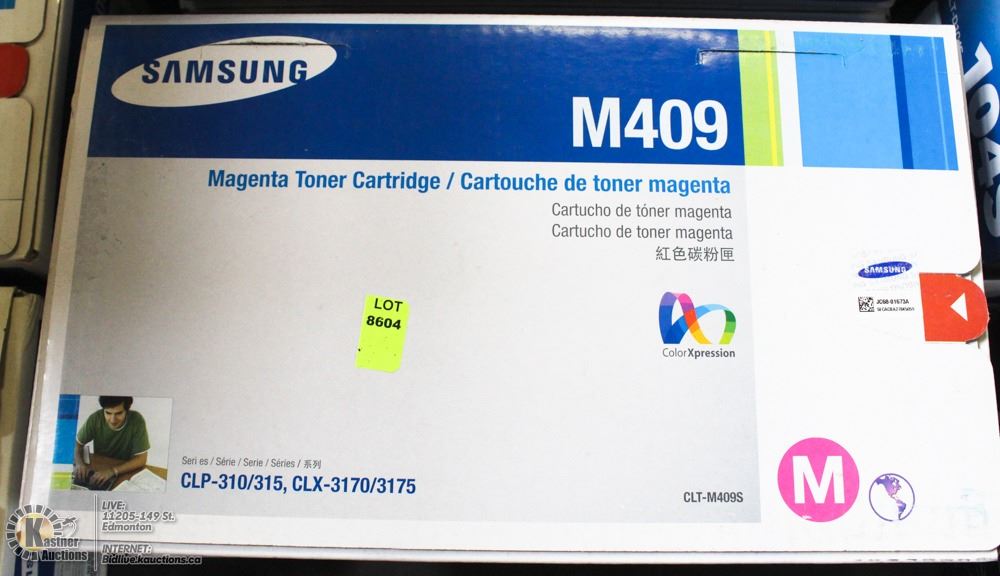 SAMSUNG
M409
Magenta Toner Cartridge / Cartouche de toner magenta
Cartucho de tóner magenta
Cartucho de toner magenta
紅色碳粉匣
SAMSUNG
JC68-01673A
LOT
8604
ColorXpression
Seri es / Série / Serie / Séries / 系列
CLP-310/315, CLX-3170/3175
CLT-M409S
M
Kastner
Auctions
LIVE:
11205-149 St.
Edmonton
INTERNET:
Bidlive.kauctions.ca